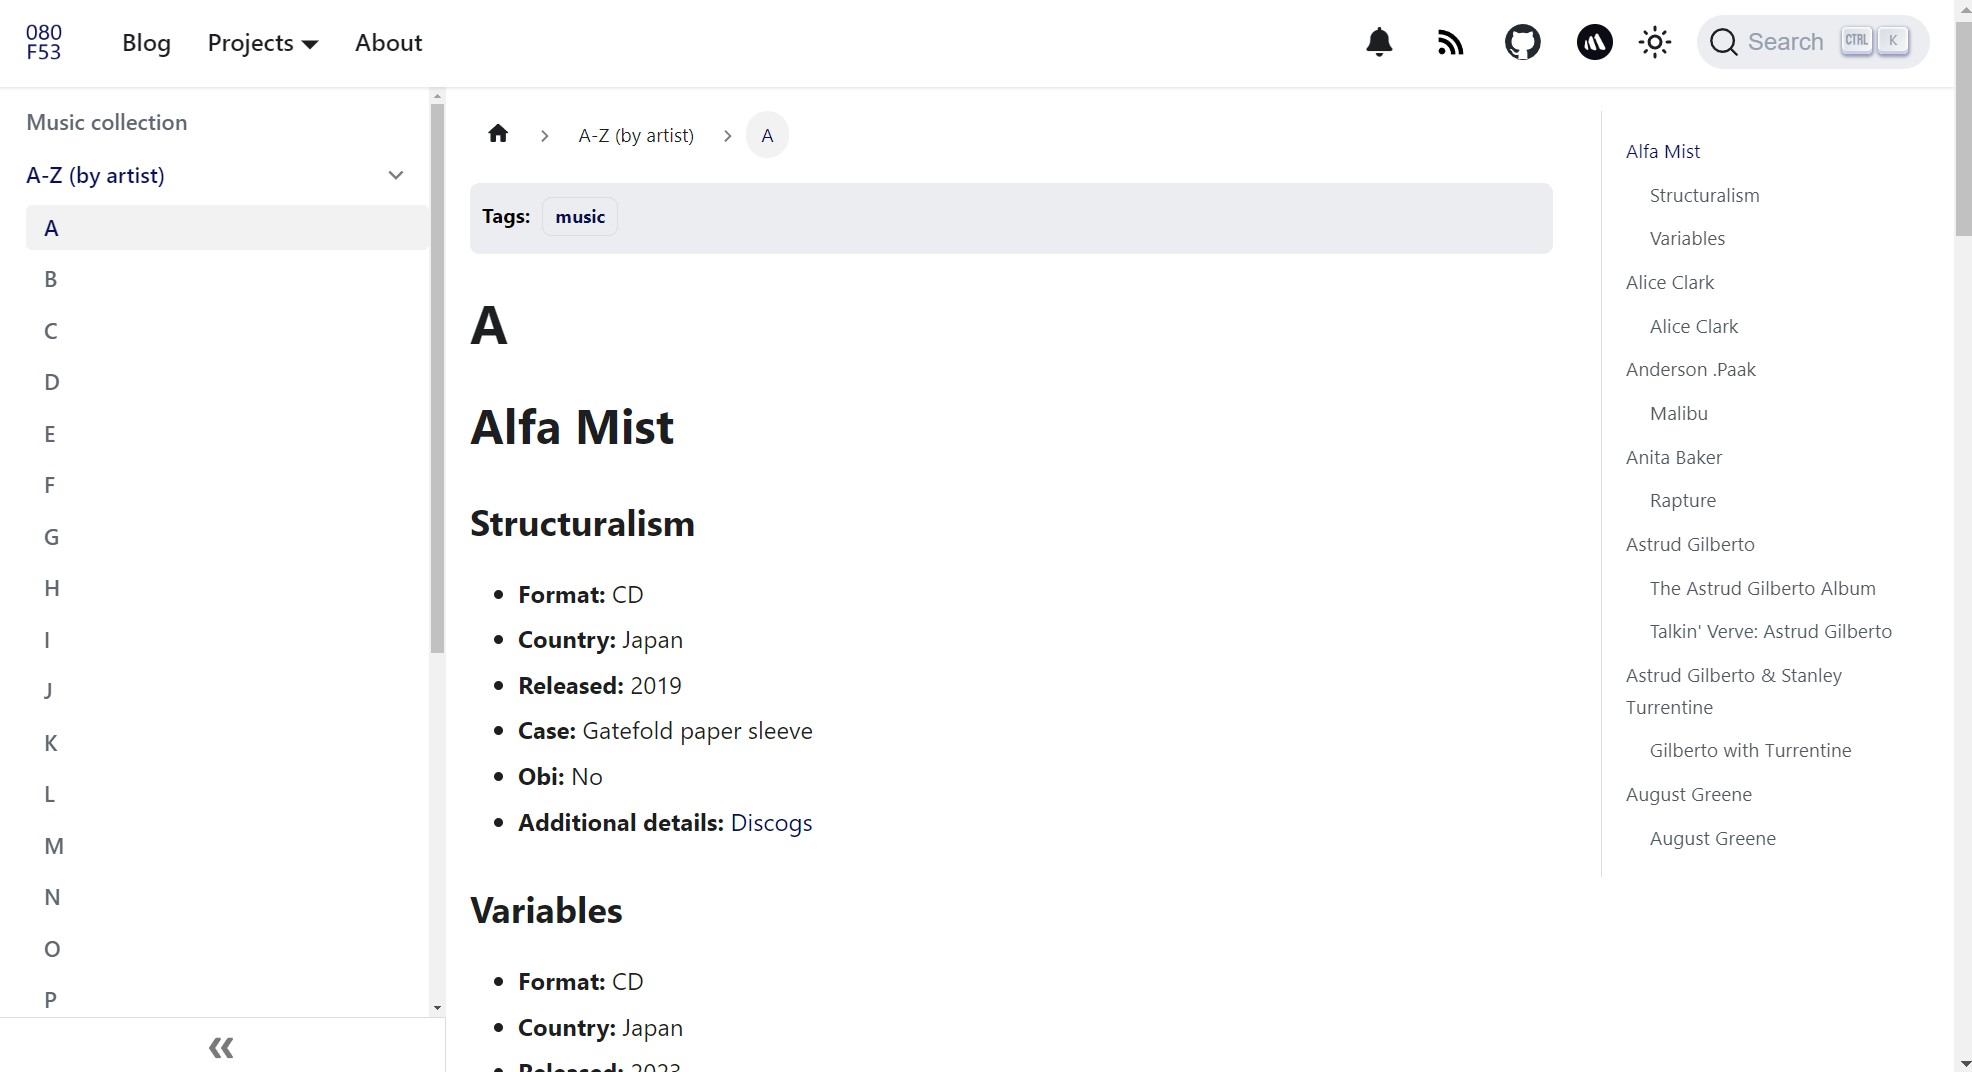 080
F53
Blog
Projects
About
Search
CTRL
K
Music collection
A-Z (by artist)
A
B
C
D
E
F
G
H
I
J
K
L
M
N
O
P
A-Z (by artist)
A
Tags: music
A
Alfa Mist
Structuralism
Format: CD
Country: Japan
Released: 2019
Case: Gatefold paper sleeve
Obi: No
Additional details: Discogs
Variables
Format: CD
Country: Japan
Released: 2023
Alfa Mist
Structuralism
Variables
Alice Clark
Alice Clark
Anderson .Paak
Malibu
Anita Baker
Rapture
Astrud Gilberto
The Astrud Gilberto Album
Talkin' Verve: Astrud Gilberto
Astrud Gilberto & Stanley
Turrentine
Gilberto with Turrentine
August Greene
August Greene